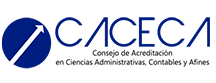 CACECA
Consejo de Acreditación
en Ciencias Administrativas, Contables y Afines